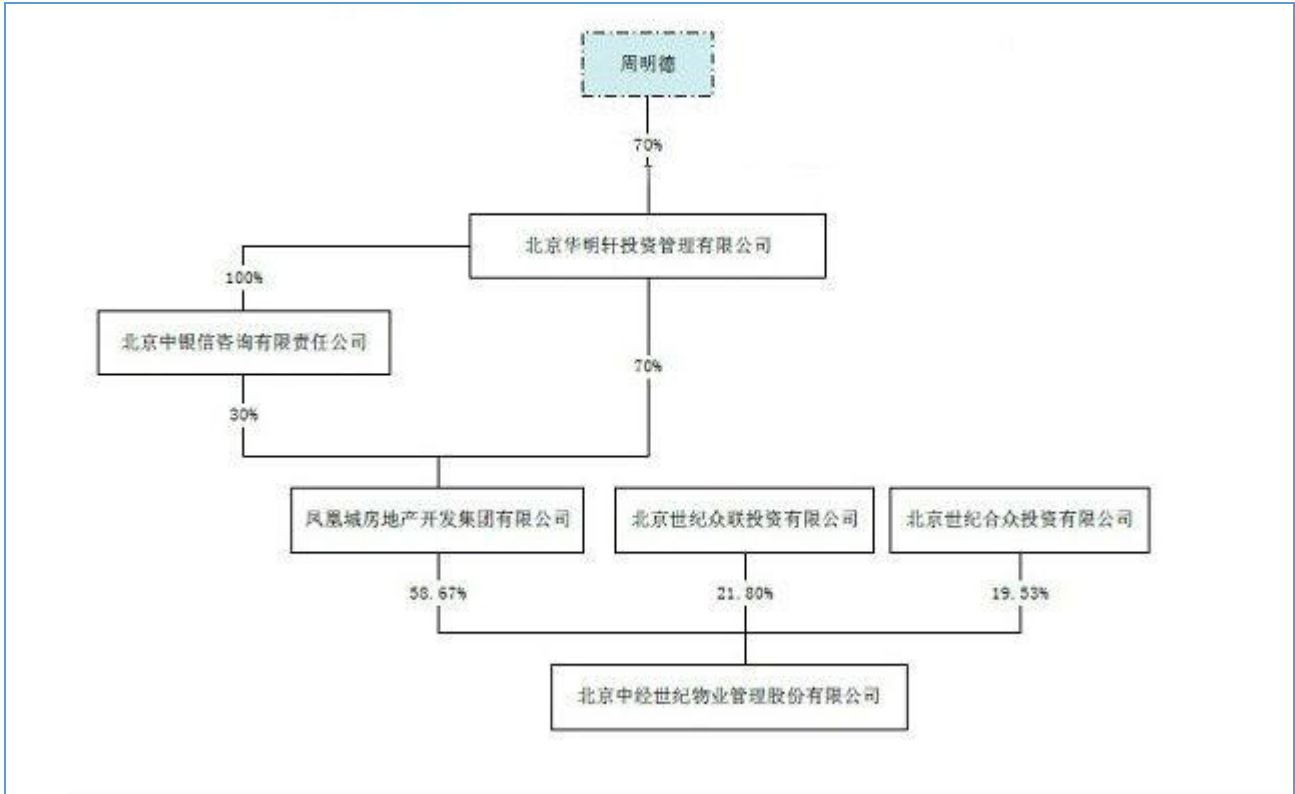 周明德
70%
北京华明轩投资管理有限公司
100%
北京中银信咨询有限责任公司
70%
30%
凤凰城房地产开发集团有限公司
北京世纪众联投资有限公司
北京世纪合众投资有限公司
58.67%
21.80%
19.53%
北京中经世纪物业管理股份有限公司